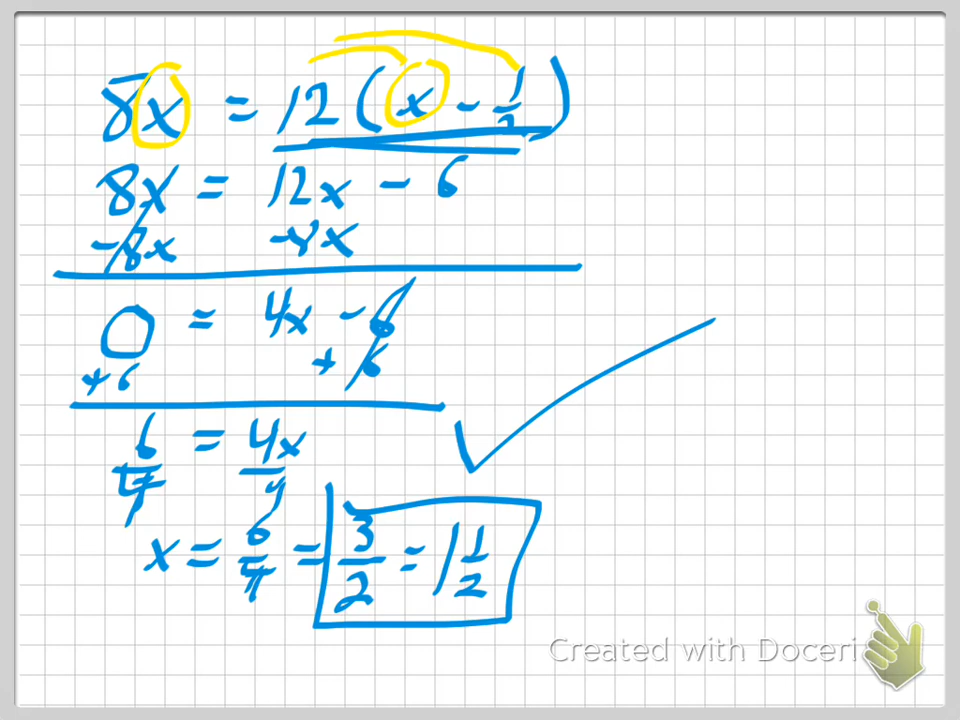 8x = 12(x - 1/2)
8x = 12x - 6
-8x -8x
0 = 4x - 6
+6 + 6
6/4 = 4x/4
x = 6/4 = 3/2 = 1 1/2
Created with Doceri